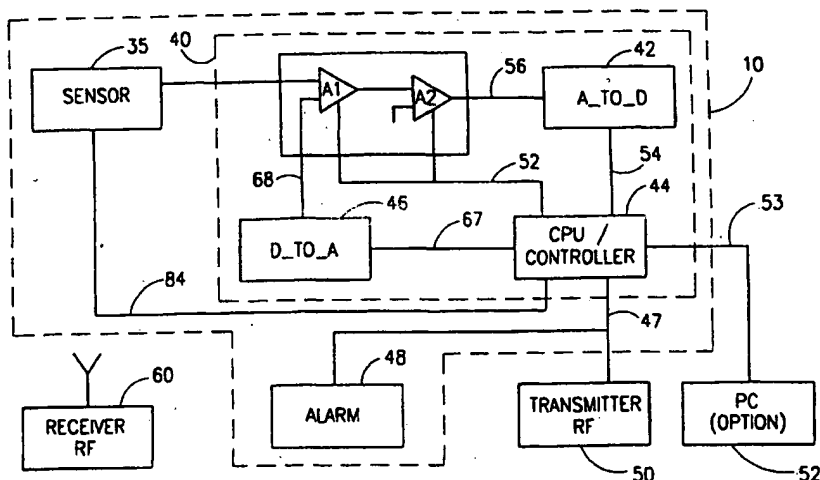 35
40
42
SENSOR
A1
A2
56
A_TO_D
10
68
52
54
46
44
D_TO_A
67
CPU /
CONTROLLER
53
84
47
60
48
RECEIVER
RF
ALARM
TRANSMITTER
RF
PC
(OPTION)
50
52